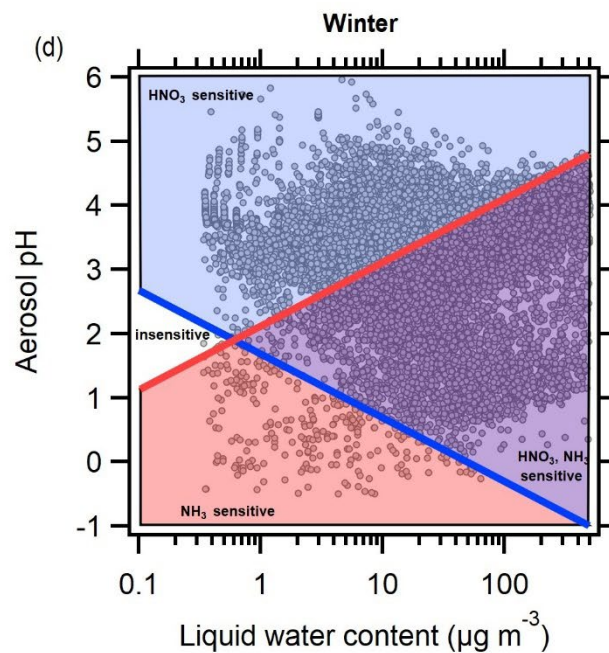 Winter
(d)
6
5
4
3
2
1
0
-1
Aerosol pH
HNO₃ sensitive
insensitive
HNO₃, NH₃
sensitive
NH₃ sensitive
0.1 1 10 100
Liquid water content (µg m⁻³)